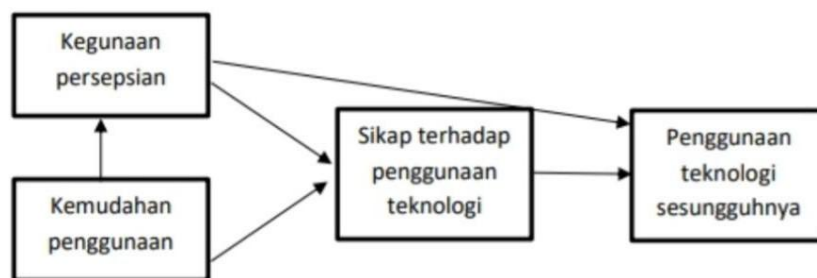 Kegunaan
persepsian
Kemudahan
penggunaan
Sikap terhadap
penggunaan
teknologi
Penggunaan
teknologi
sesungguhnya